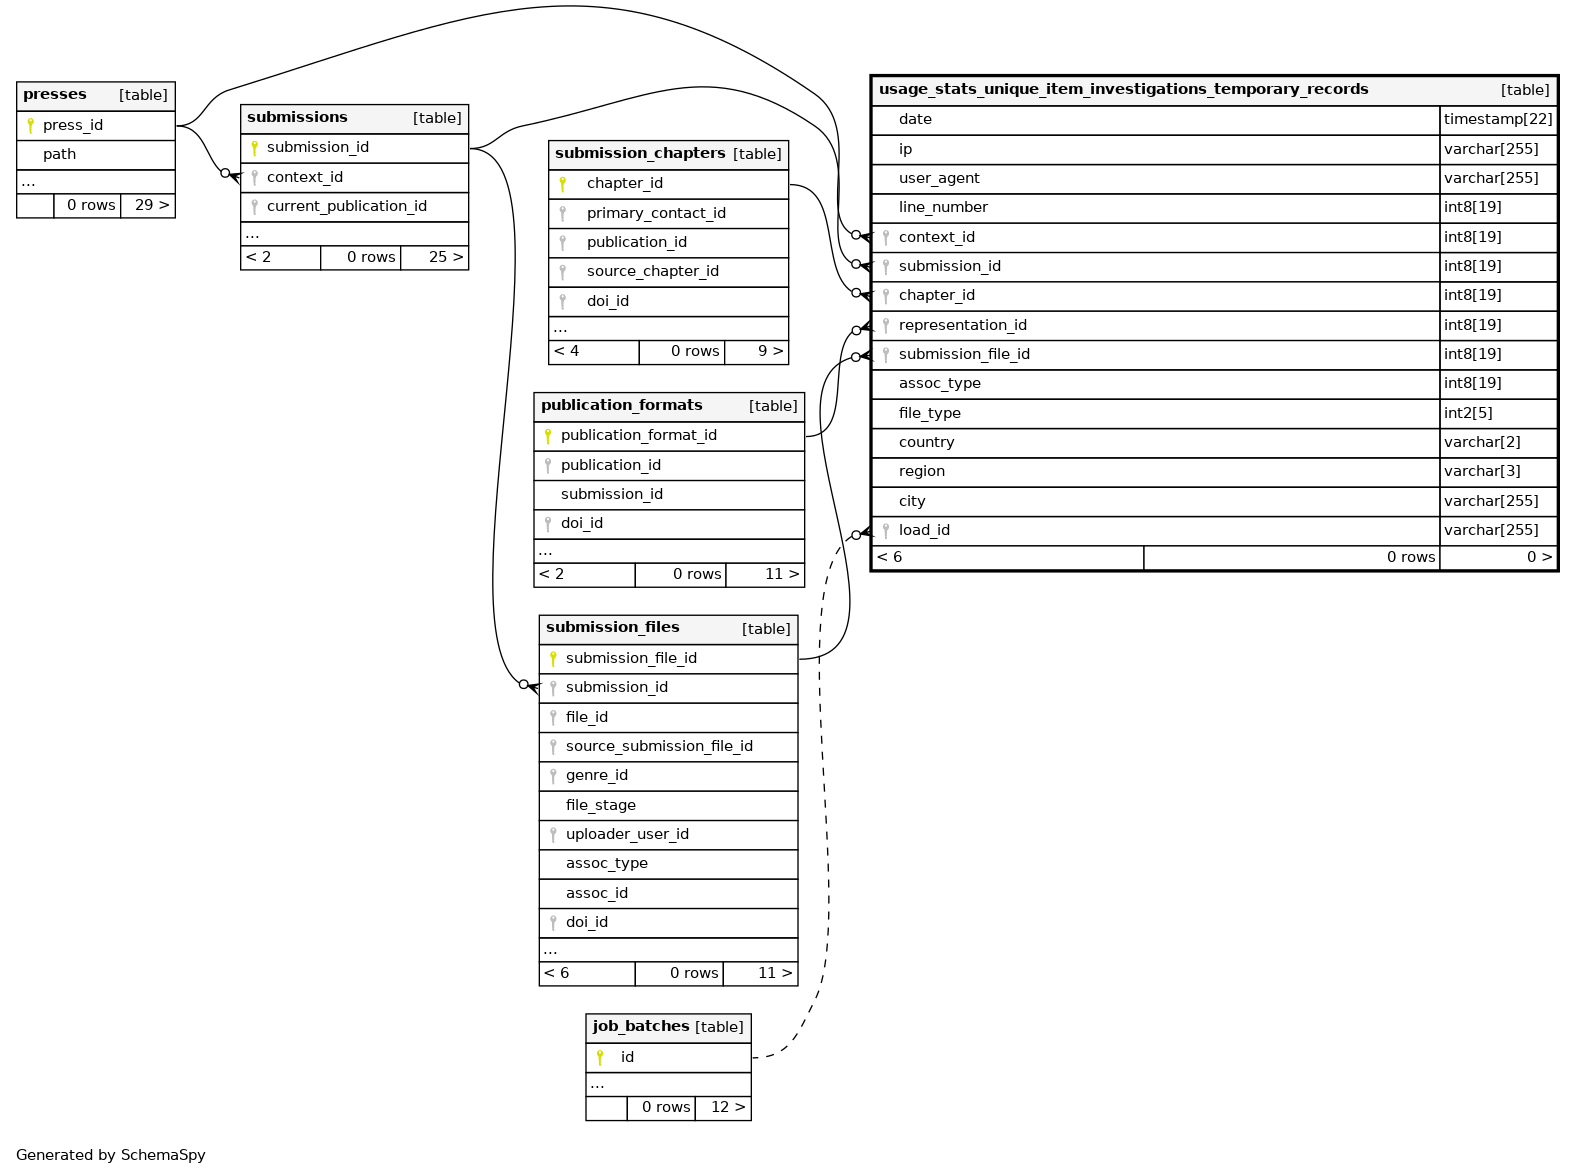 presses [table]
press_id
path
...
0 rows 29 >
submissions [table]
submission_id
context_id
current_publication_id
...
< 2 0 rows 25 >
submission_chapters [table]
chapter_id
primary_contact_id
publication_id
source_chapter_id
doi_id
...
< 4 0 rows 9 >
publication_formats [table]
publication_format_id
publication_id
submission_id
doi_id
...
< 2 0 rows 11 >
submission_files [table]
submission_file_id
submission_id
file_id
source_submission_file_id
genre_id
file_stage
uploader_user_id
assoc_type
assoc_id
doi_id
...
< 6 0 rows 11 >
job_batches [table]
id
...
0 rows 12 >
usage_stats_unique_item_investigations_temporary_records [table]
date timestamp[22]
ip varchar[255]
user_agent varchar[255]
line_number int8[19]
context_id int8[19]
submission_id int8[19]
chapter_id int8[19]
representation_id int8[19]
submission_file_id int8[19]
assoc_type int8[19]
file_type int2[5]
country varchar[2]
region varchar[3]
city varchar[255]
load_id varchar[255]
< 6 0 rows 0 >
Generated by SchemaSpy